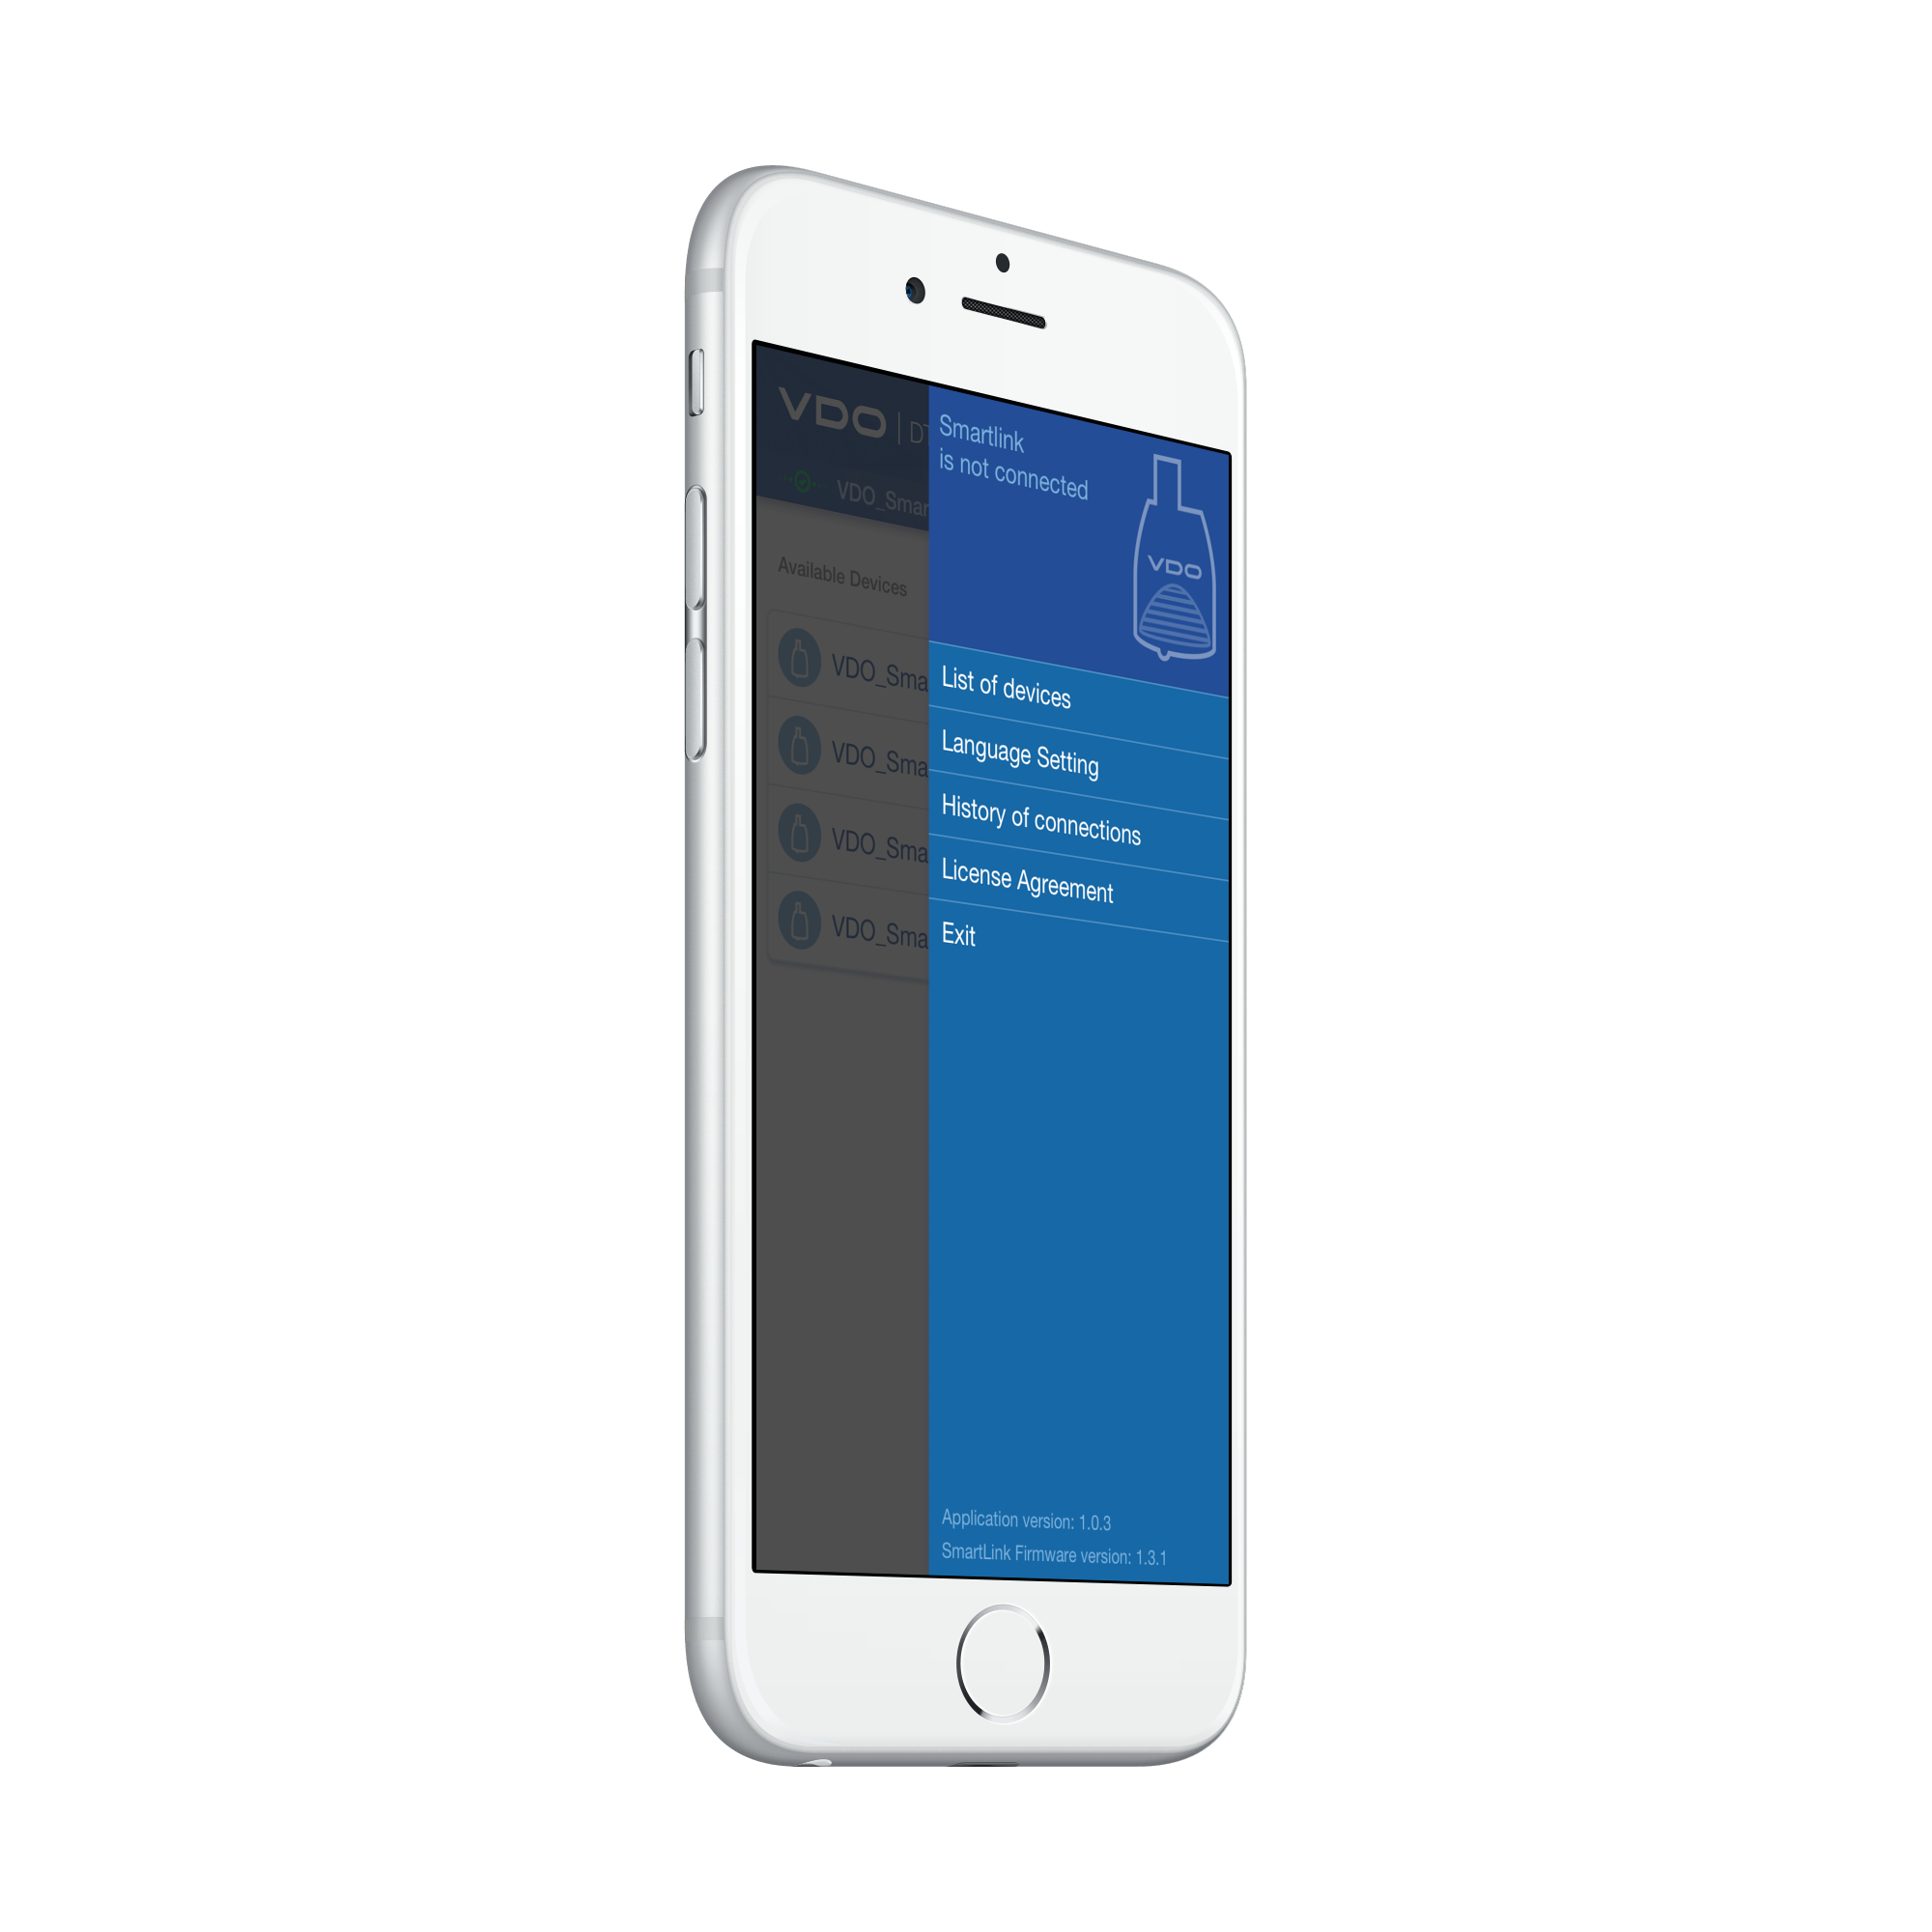 VDO | DT
VDO_Smar
Available Devices
VDO_Sma
VDO_Sma
VDO_Sma
VDO_Sma
Smartlink
is not connected
VDO
List of devices
Language Setting
History of connections
License Agreement
Exit
Application version: 1.0.3
SmartLink Firmware version: 1.3.1